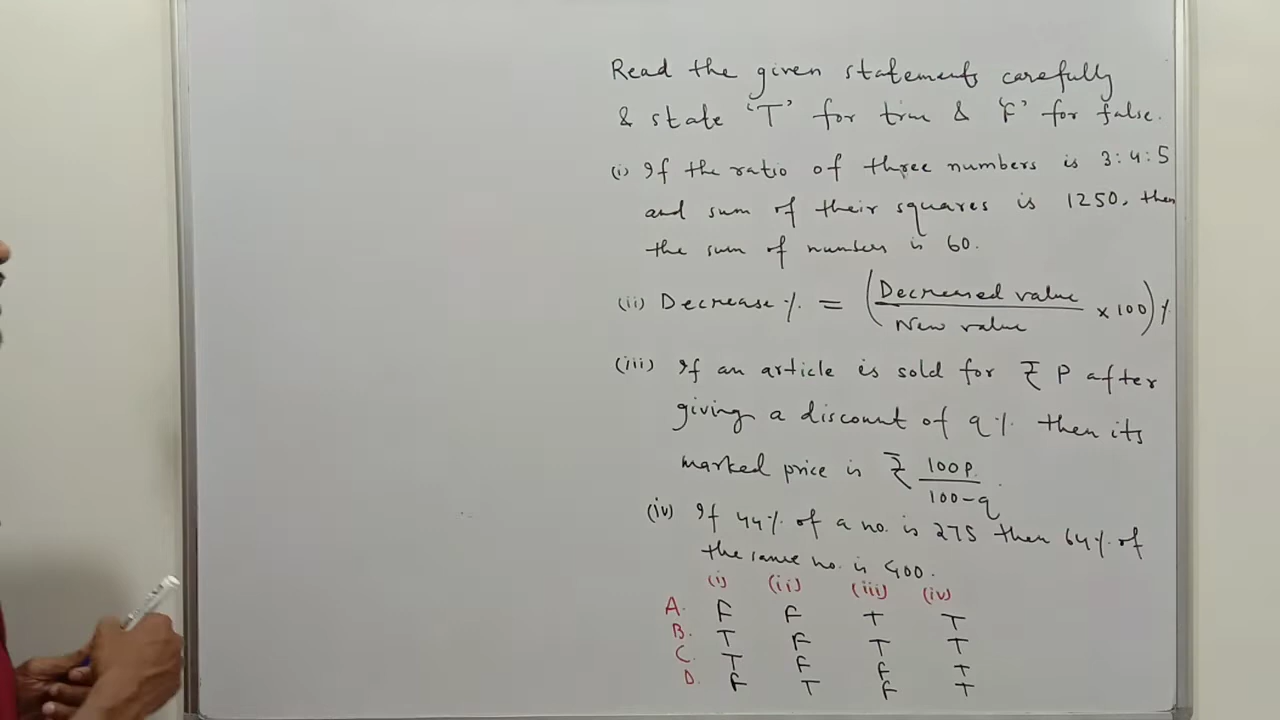 Read the given statements carefully
& state 'T' for true & 'F' for false.
(i) If the ratio of three numbers is 3:4:5
and sum of their squares is 1250, then
the sum of numbers is 60.
(ii) Decrease % = (Decreased value / New value × 100) %
(iii) If an article is sold for ₹ P after
giving a discount of q % then its
marked price is ₹ 100P / 100-q.
(iv) If 44% of a no. is 275 then 64% of
the same no. is 400.
(i) (ii) (iii) (iv)
A. F F T T
B. T F T T
C. T F F T
D. F T F T